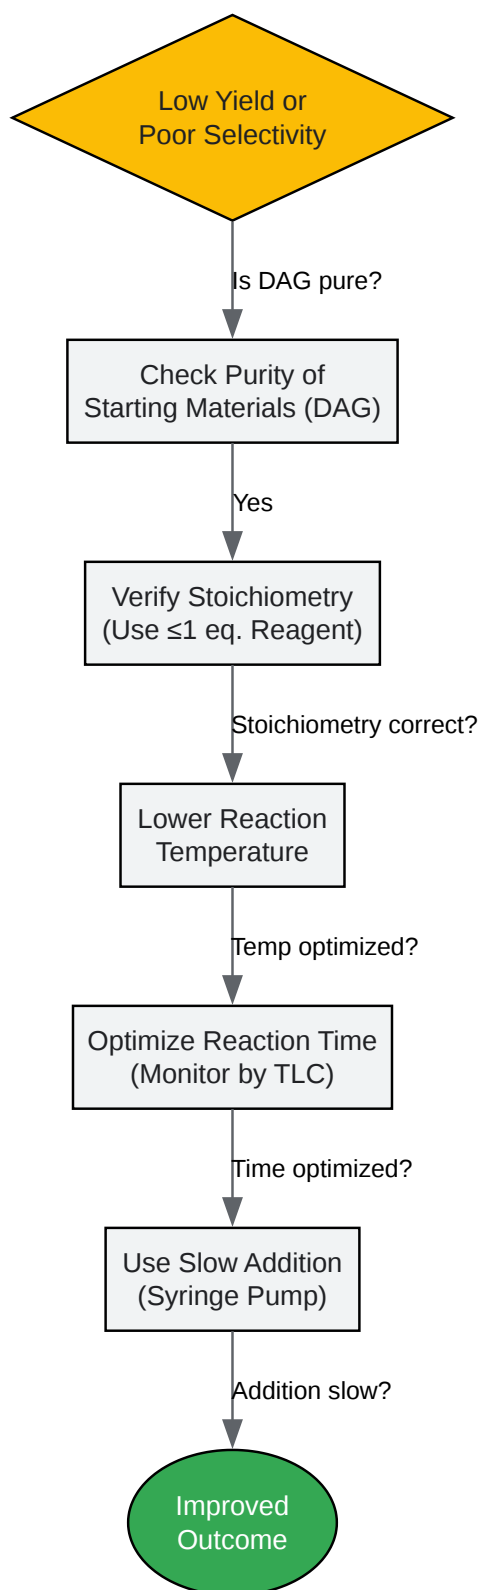 Low Yield or
Poor Selectivity
Is DAG pure?
Check Purity of
Starting Materials (DAG)
Yes
Verify Stoichiometry
(Use ≤1 eq. Reagent)
Stoichiometry correct?
Lower Reaction
Temperature
Temp optimized?
Optimize Reaction Time
(Monitor by TLC)
Time optimized?
Use Slow Addition
(Syringe Pump)
Addition slow?
Improved
Outcome